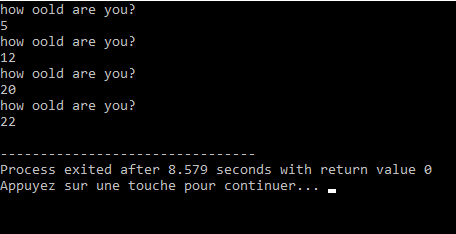 how oold are you?
5
how oold are you?
12
how oold are you?
20
how oold are you?
22
--------------------------------
Process exited after 8.579 seconds with return value 0
Appuyez sur une touche pour continuer...